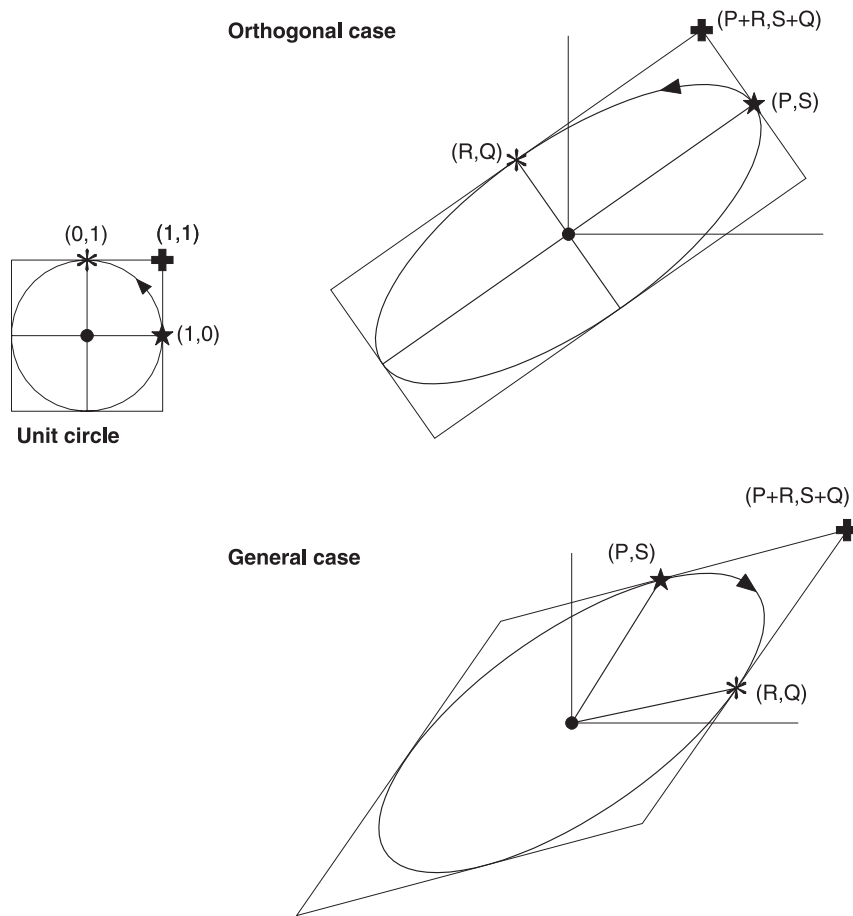 Orthogonal case
(P+R,S+Q)
(P,S)
(R,Q)
(0,1)
(1,1)
(1,0)
Unit circle
(P+R,S+Q)
General case
(P,S)
(R,Q)